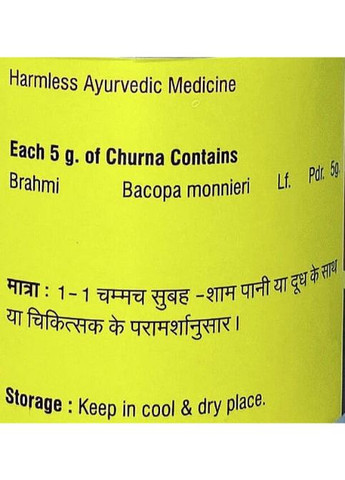 Harmless Ayurvedic Medicine
Each 5 g. of Churna Contains
Brahmi Bacopa monnieri Lf. Pdr. 5g.
मात्रा : 1-1 चम्मच सुबह -शाम पानी या दूध के साथ
या चिकित्सक के परामर्शानुसार।
Storage : Keep in cool & dry place.